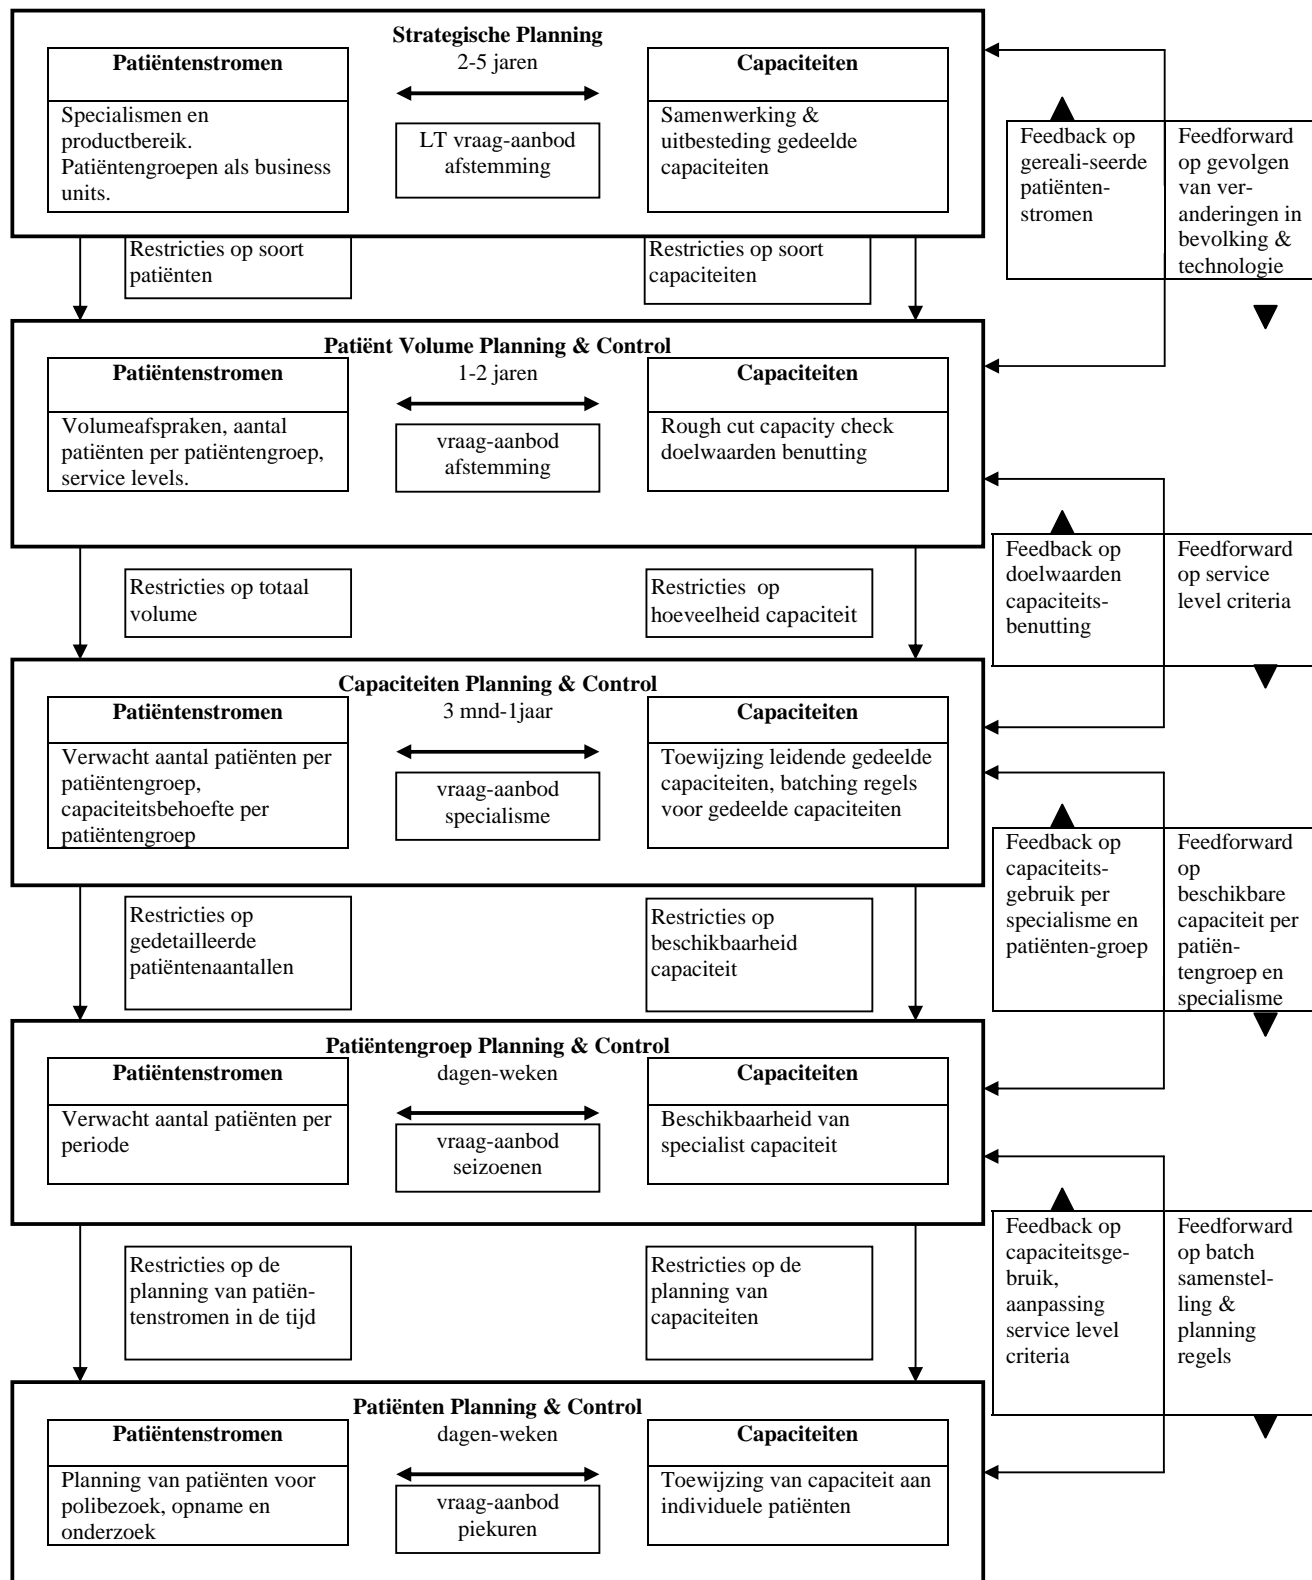 Strategische Planning
Patiëntenstromen
2-5 jaren
Capaciteiten
Specialismen en
productbereik.
Patiëntengroepen als business
units.
LT vraag-aanbod
afstemming
Samenwerking &
uitbesteding gedeelde
capaciteiten
Feedback op
gereali-seerde
patiënten-
stromen
Feedforward
op gevolgen
van ver-
anderingen in
bevolking &
technologie
Restricties op soort
patiënten
Restricties op soort
capaciteiten
Patiënt Volume Planning & Control
Patiëntenstromen
1-2 jaren
Capaciteiten
Volumeafspraken, aantal
patiënten per patiëntengroep,
service levels.
vraag-aanbod
afstemming
Rough cut capacity check
doelwaarden benutting
Feedback op
doelwaarden
capaciteits-
benutting
Feedforward
op service
level criteria
Restricties op totaal
volume
Restricties op
hoeveelheid capaciteit
Capaciteiten Planning & Control
Patiëntenstromen
3 mnd-1jaar
Capaciteiten
Verwacht aantal patiënten per
patiëntengroep,
capaciteitsbehoefte per
patiëntengroep
vraag-aanbod
specialisme
Toewijzing leidende gedeelde
capaciteiten, batching regels
voor gedeelde capaciteiten
Feedback op
capaciteits-
gebruik per
specialisme en
patiënten-groep
Feedforward
op
beschikbare
capaciteit per
patiën-
tengroep en
specialisme
Restricties op
gedetailleerde
patiëntenaantallen
Restricties op
beschikbaarheid
capaciteit
Patiëntengroep Planning & Control
Patiëntenstromen
dagen-weken
Capaciteiten
Verwacht aantal patiënten per
periode
vraag-aanbod
seizoenen
Beschikbaarheid van
specialist capaciteit
Feedback op
capaciteitsge-
bruik,
aanpassing
service level
criteria
Feedforward
op batch
samenstel-
ling &
planning
regels
Restricties op de
planning van patiën-
tenstromen in de tijd
Restricties op de
planning van
capaciteiten
Patiënten Planning & Control
Patiëntenstromen
dagen-weken
Capaciteiten
Planning van patiënten voor
polibezoek, opname en
onderzoek
vraag-aanbod
piekuren
Toewijzing van capaciteit aan
individuele patiënten